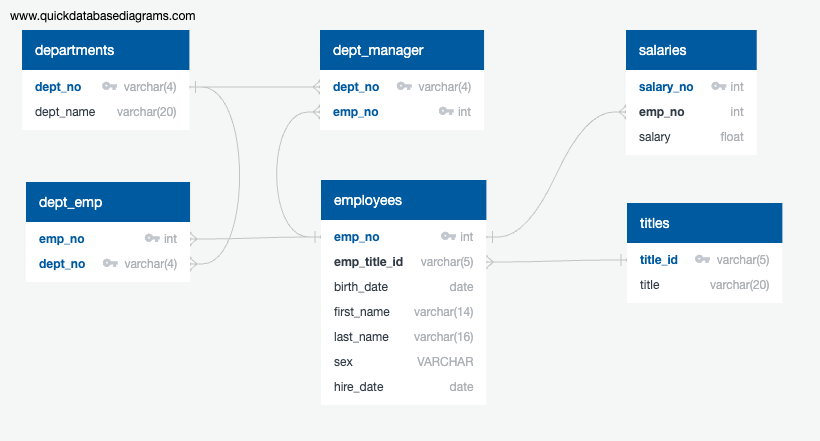 www.quickdatabasediagrams.com
departments
dept_no varchar(4)
dept_name varchar(20)
dept_manager
dept_no varchar(4)
emp_no int
salaries
salary_no int
emp_no int
salary float
dept_emp
emp_no int
dept_no varchar(4)
employees
emp_no int
emp_title_id varchar(5)
birth_date date
first_name varchar(14)
last_name varchar(16)
sex VARCHAR
hire_date date
titles
title_id varchar(5)
title varchar(20)